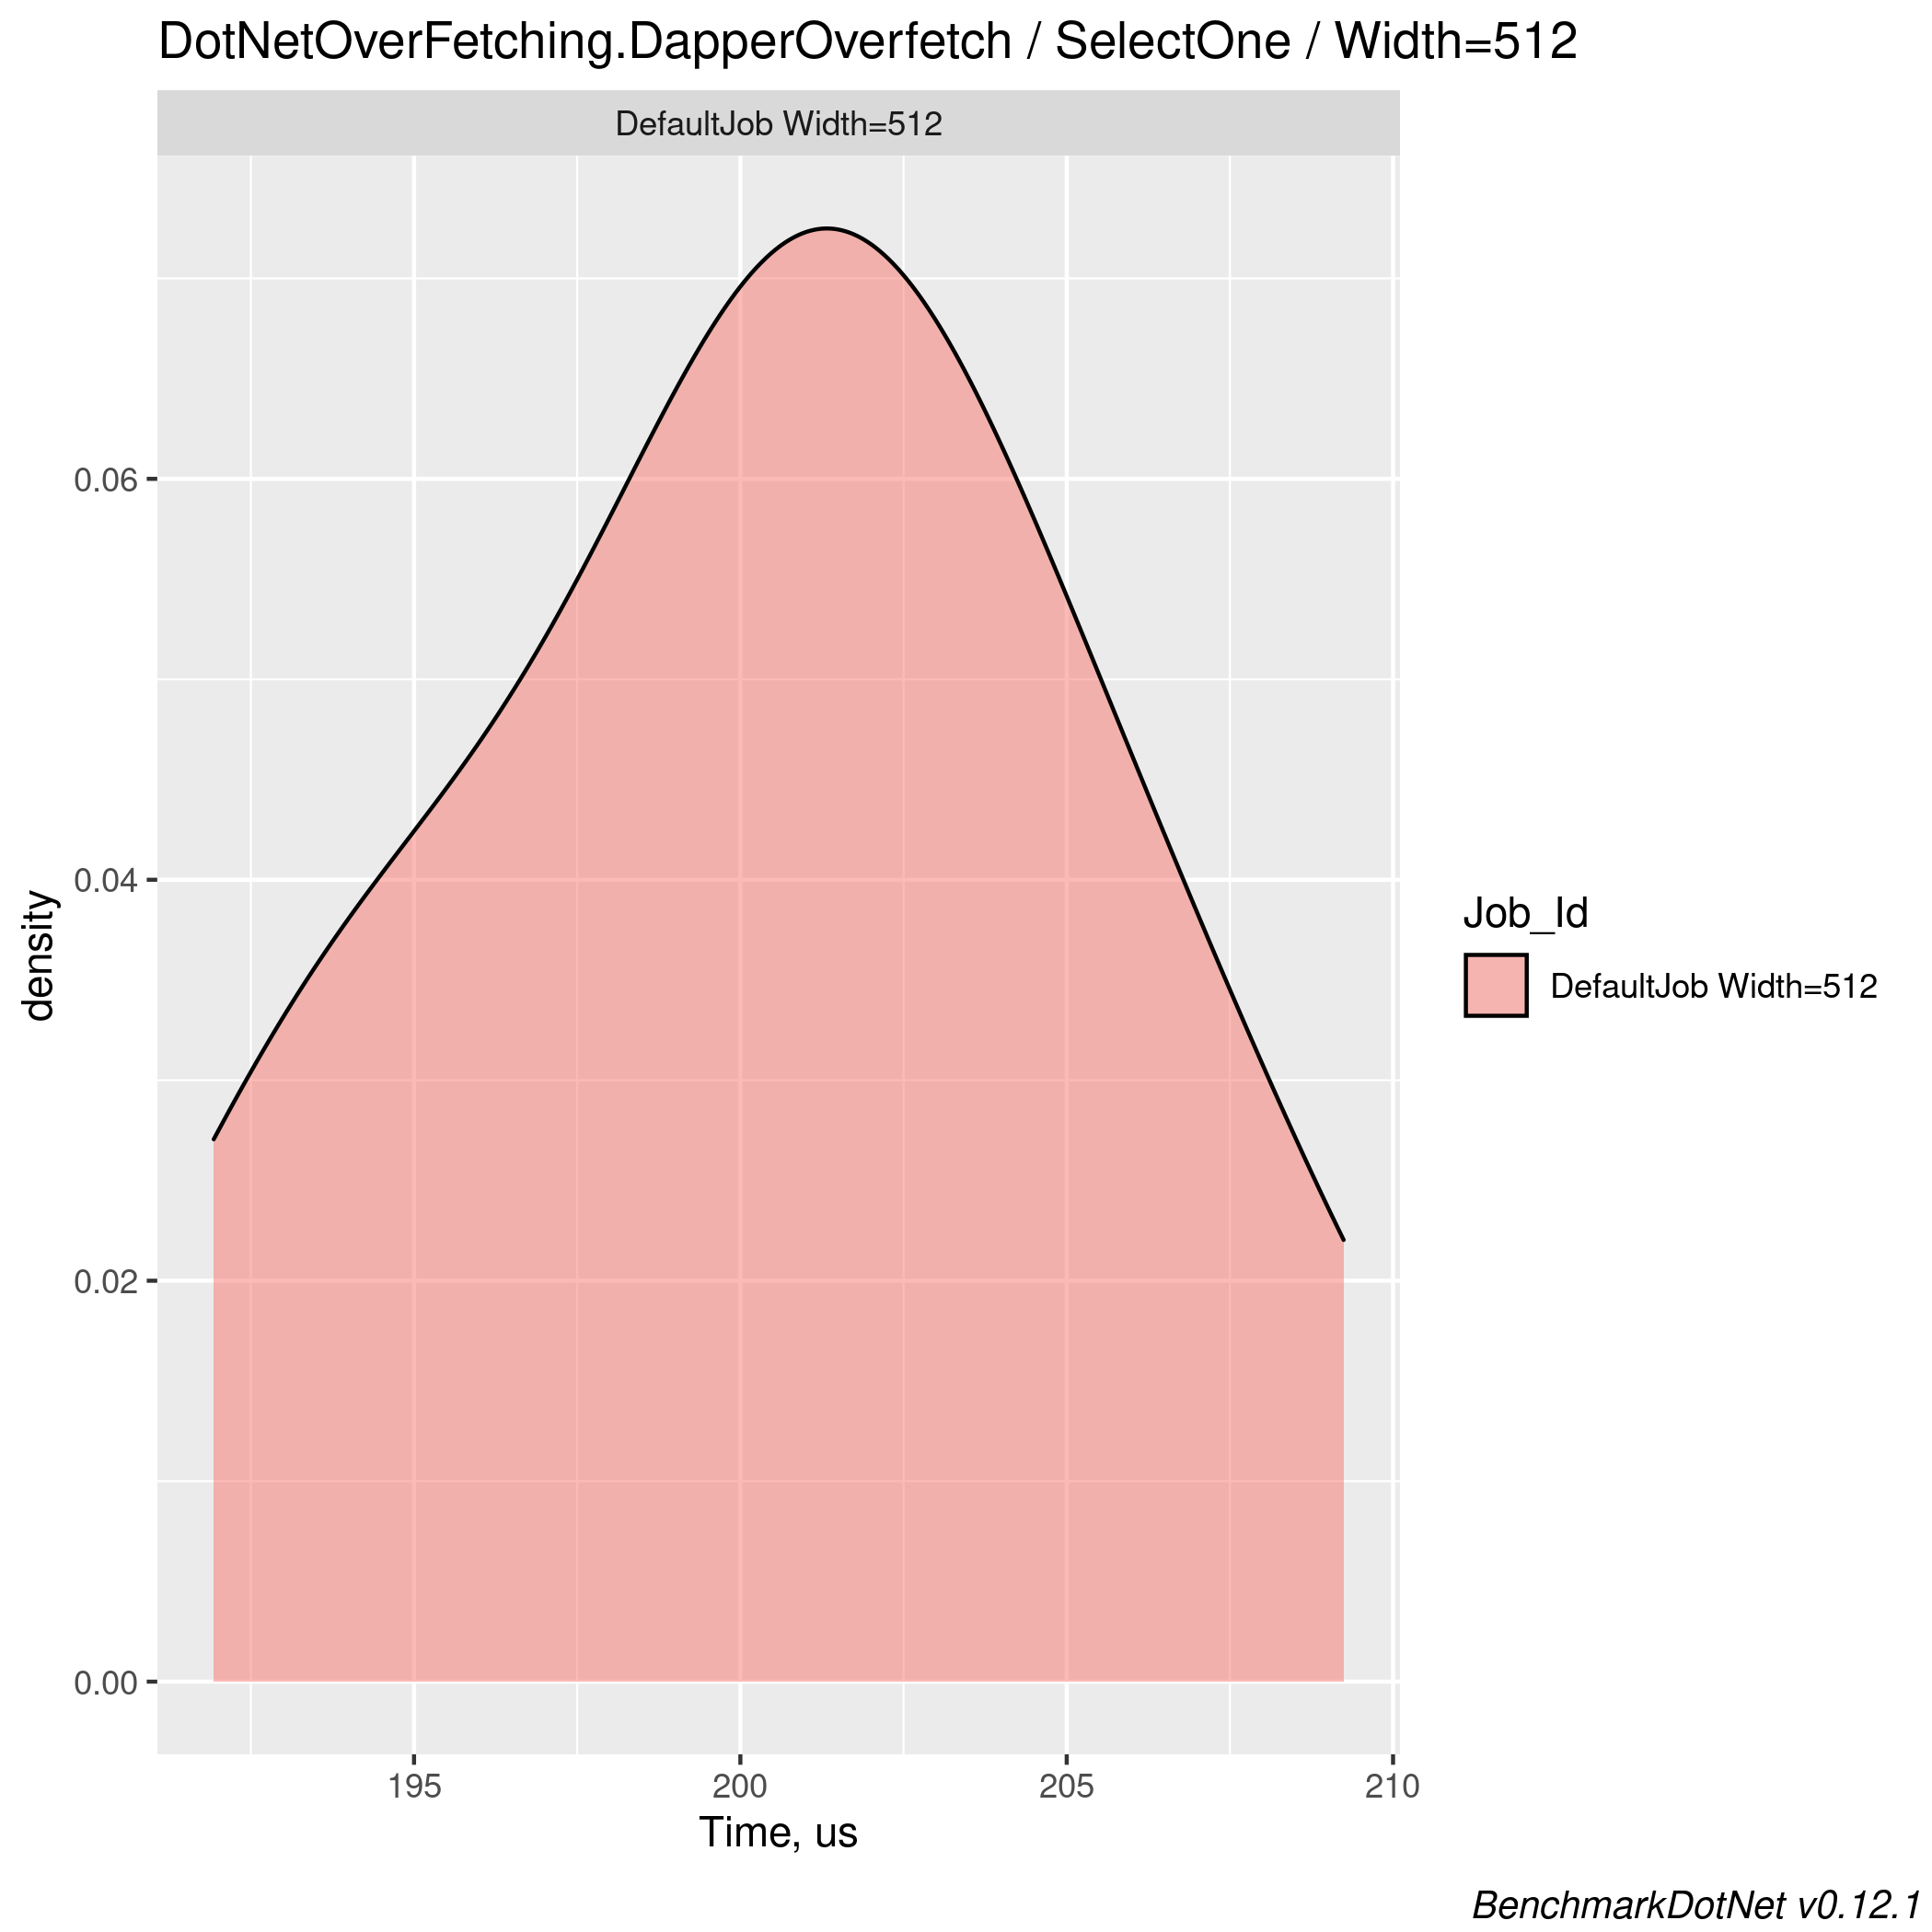 DotNetOverFetching.DapperOverfetch / SelectOne / Width=512
DefaultJob Width=512
0.06
0.04
0.02
0.00
density
195
200
205
210
Time, us
Job_Id
DefaultJob Width=512
BenchmarkDotNet v0.12.1